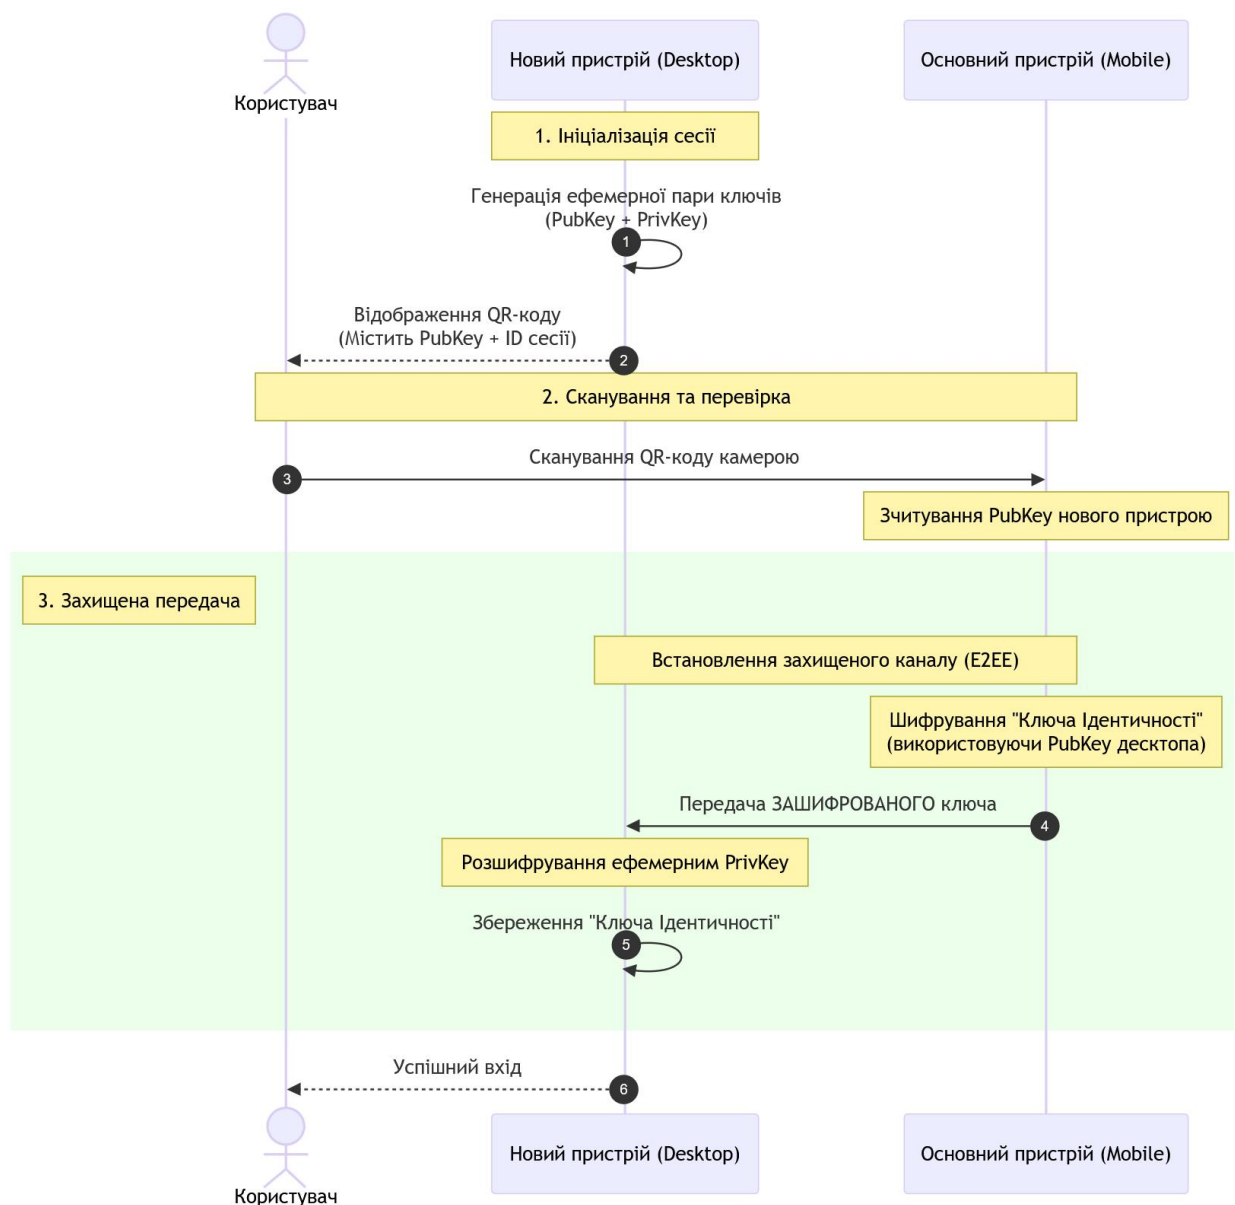 Користувач
Новий пристрій (Desktop)
Основний пристрій (Mobile)
1. Ініціалізація сесії
Генерація ефемерної пари ключів
(PubKey + PrivKey)
1
Відображення QR-коду
(Містить PubKey + ID сесії)
2
2. Сканування та перевірка
Сканування QR-коду камерою
3
Зчитування PubKey нового пристрою
3. Захищена передача
Встановлення захищеного каналу (E2EE)
Шифрування "Ключа Ідентичності"
(використовуючи PubKey десктопа)
Передача ЗАШИФРОВАНОГО ключа
4
Розшифрування ефемерним PrivKey
Збереження "Ключа Ідентичності"
5
Успішний вхід
6
Користувач
Новий пристрій (Desktop)
Основний пристрій (Mobile)